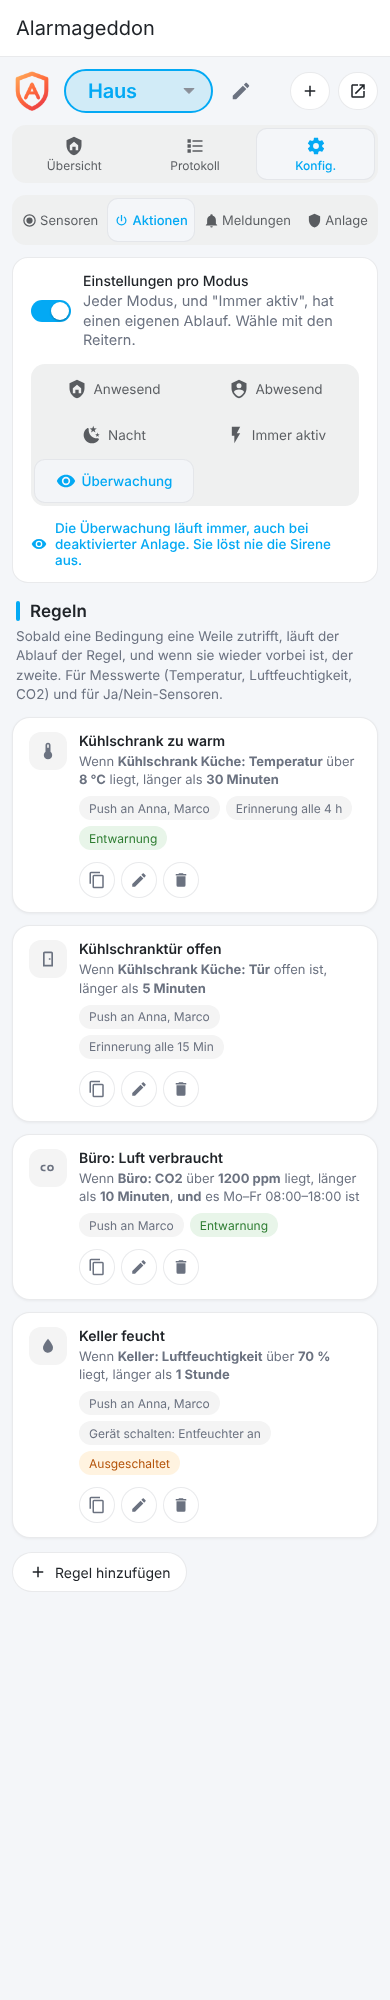 Alarmageddon
Haus
Übersicht
Protokoll
Konfig.
Sensoren
Aktionen
Meldungen
Anlage
Einstellungen pro Modus
Jeder Modus, und "Immer aktiv", hat
einen eigenen Ablauf. Wähle mit den
Reitern.
Anwesend
Abwesend
Nacht
Immer aktiv
Überwachung
Die Überwachung läuft immer, auch bei
deaktivierter Anlage. Sie löst nie die Sirene
aus.
Regeln
Sobald eine Bedingung eine Weile zutrifft, läuft der
Ablauf der Regel, und wenn sie wieder vorbei ist, der
zweite. Für Messwerte (Temperatur, Luftfeuchtigkeit,
CO2) und für Ja/Nein-Sensoren.
Kühlschrank zu warm
Wenn Kühlschrank Küche: Temperatur über
8 °C liegt, länger als 30 Minuten
Push an Anna, Marco
Erinnerung alle 4 h
Entwarnung
Kühlschranktür offen
Wenn Kühlschrank Küche: Tür offen ist,
länger als 5 Minuten
Push an Anna, Marco
Erinnerung alle 15 Min
co
Büro: Luft verbraucht
Wenn Büro: CO2 über 1200 ppm liegt, länger
als 10 Minuten, und es Mo–Fr 08:00–18:00 ist
Push an Marco
Entwarnung
Keller feucht
Wenn Keller: Luftfeuchtigkeit über 70 %
liegt, länger als 1 Stunde
Push an Anna, Marco
Gerät schalten: Entfeuchter an
Ausgeschaltet
Regel hinzufügen